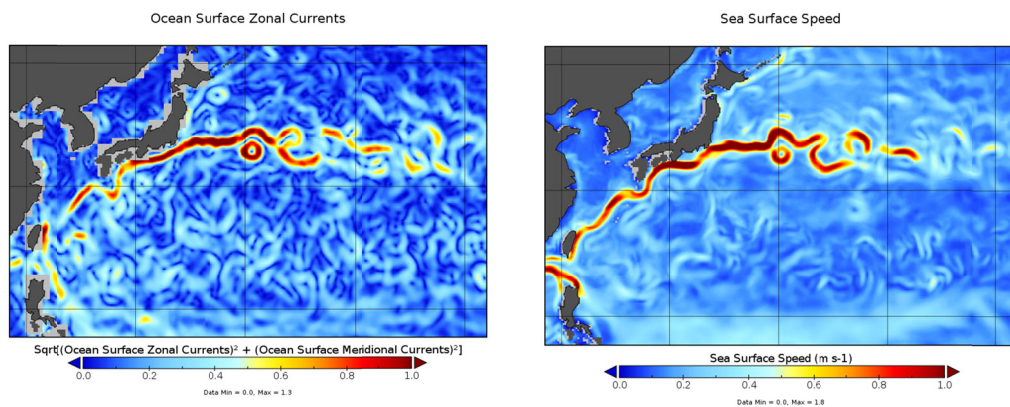 Ocean Surface Zonal Currents
Sqrt[(Ocean Surface Zonal Currents)² + (Ocean Surface Meridional Currents)²]
0.0 0.2 0.4 0.6 0.8 1.0
Data Min = 0.0, Max = 1.3
Sea Surface Speed
Sea Surface Speed (m s-1)
0.0 0.2 0.4 0.6 0.8 1.0
Data Min = 0.0, Max = 1.8